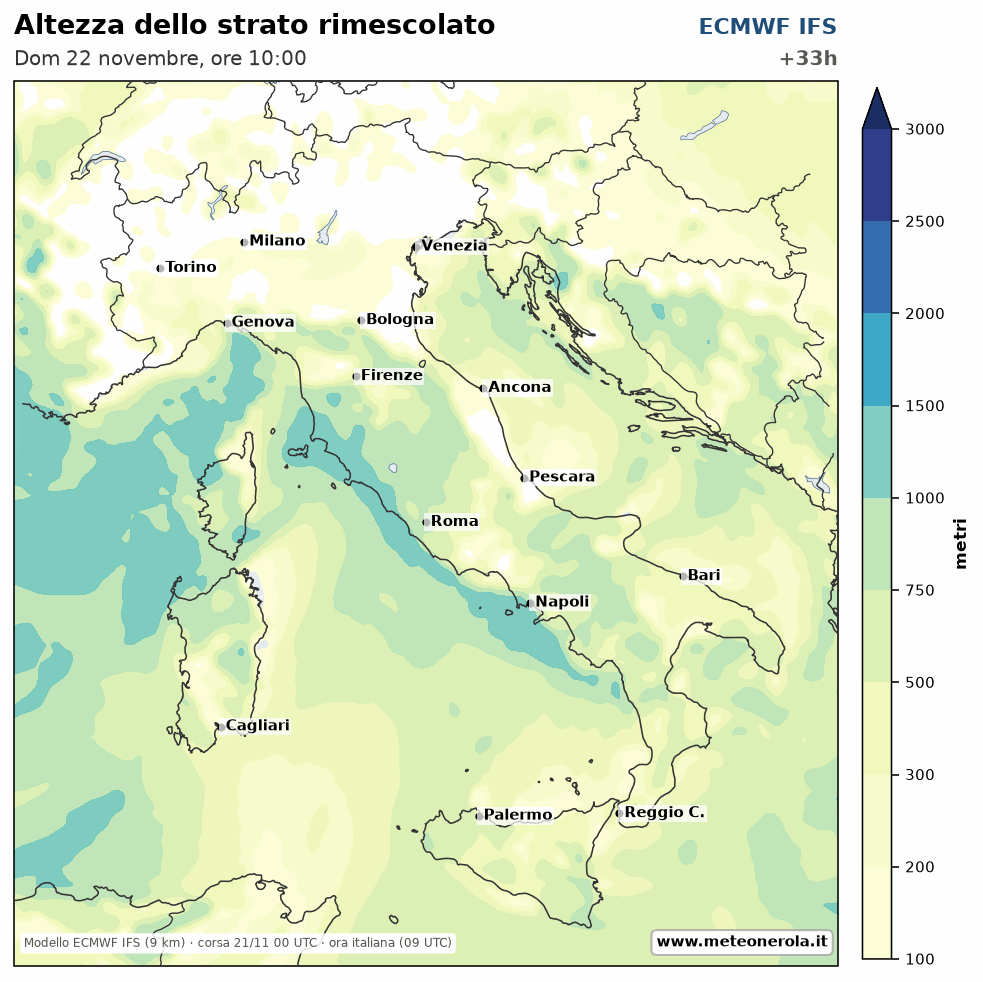 Altezza dello strato rimescolato
ECMWF IFS
Dom 22 novembre, ore 10:00
+33h
Milano
Venezia
Torino
Genova
Bologna
Firenze
Ancona
Pescara
Roma
Bari
Napoli
Cagliari
Palermo
Reggio C.
3000
2500
2000
1500
1000
750
500
300
200
100
metri
Modello ECMWF IFS (9 km) · corsa 21/11 00 UTC · ora italiana (09 UTC)
www.meteonerola.it